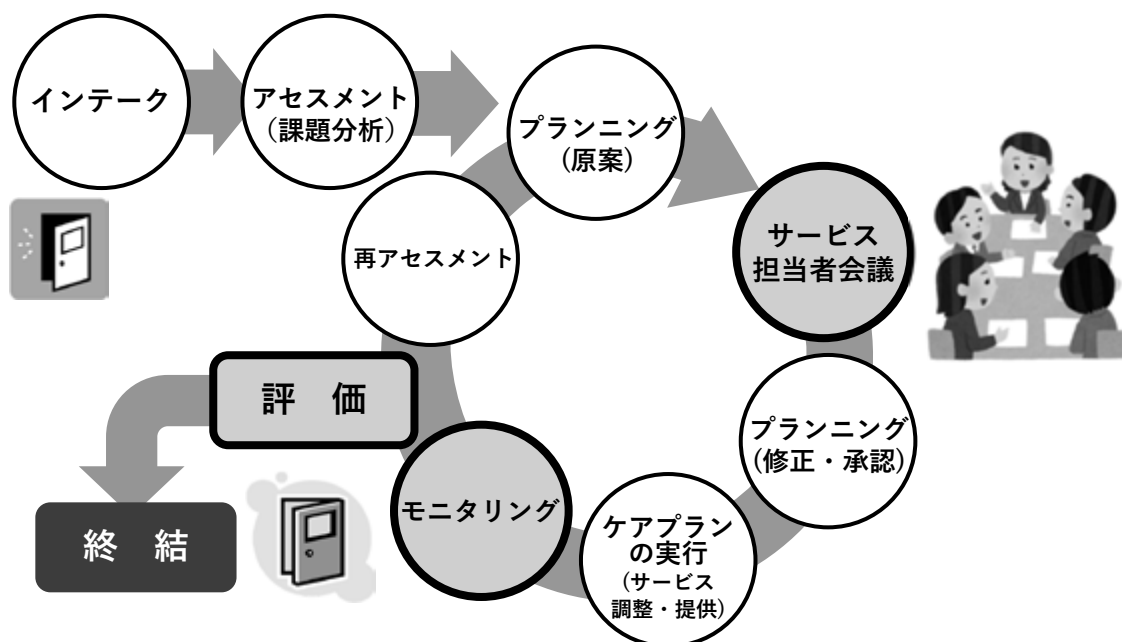 インテーク
アセスメント
（課題分析）
プランニング
(原案)
サービス
担当者会議
再アセスメント
評　価
プランニング
(修正・承認)
モニタリング
ケアプラン
の実行
（サービス
調整・提供）
終　結